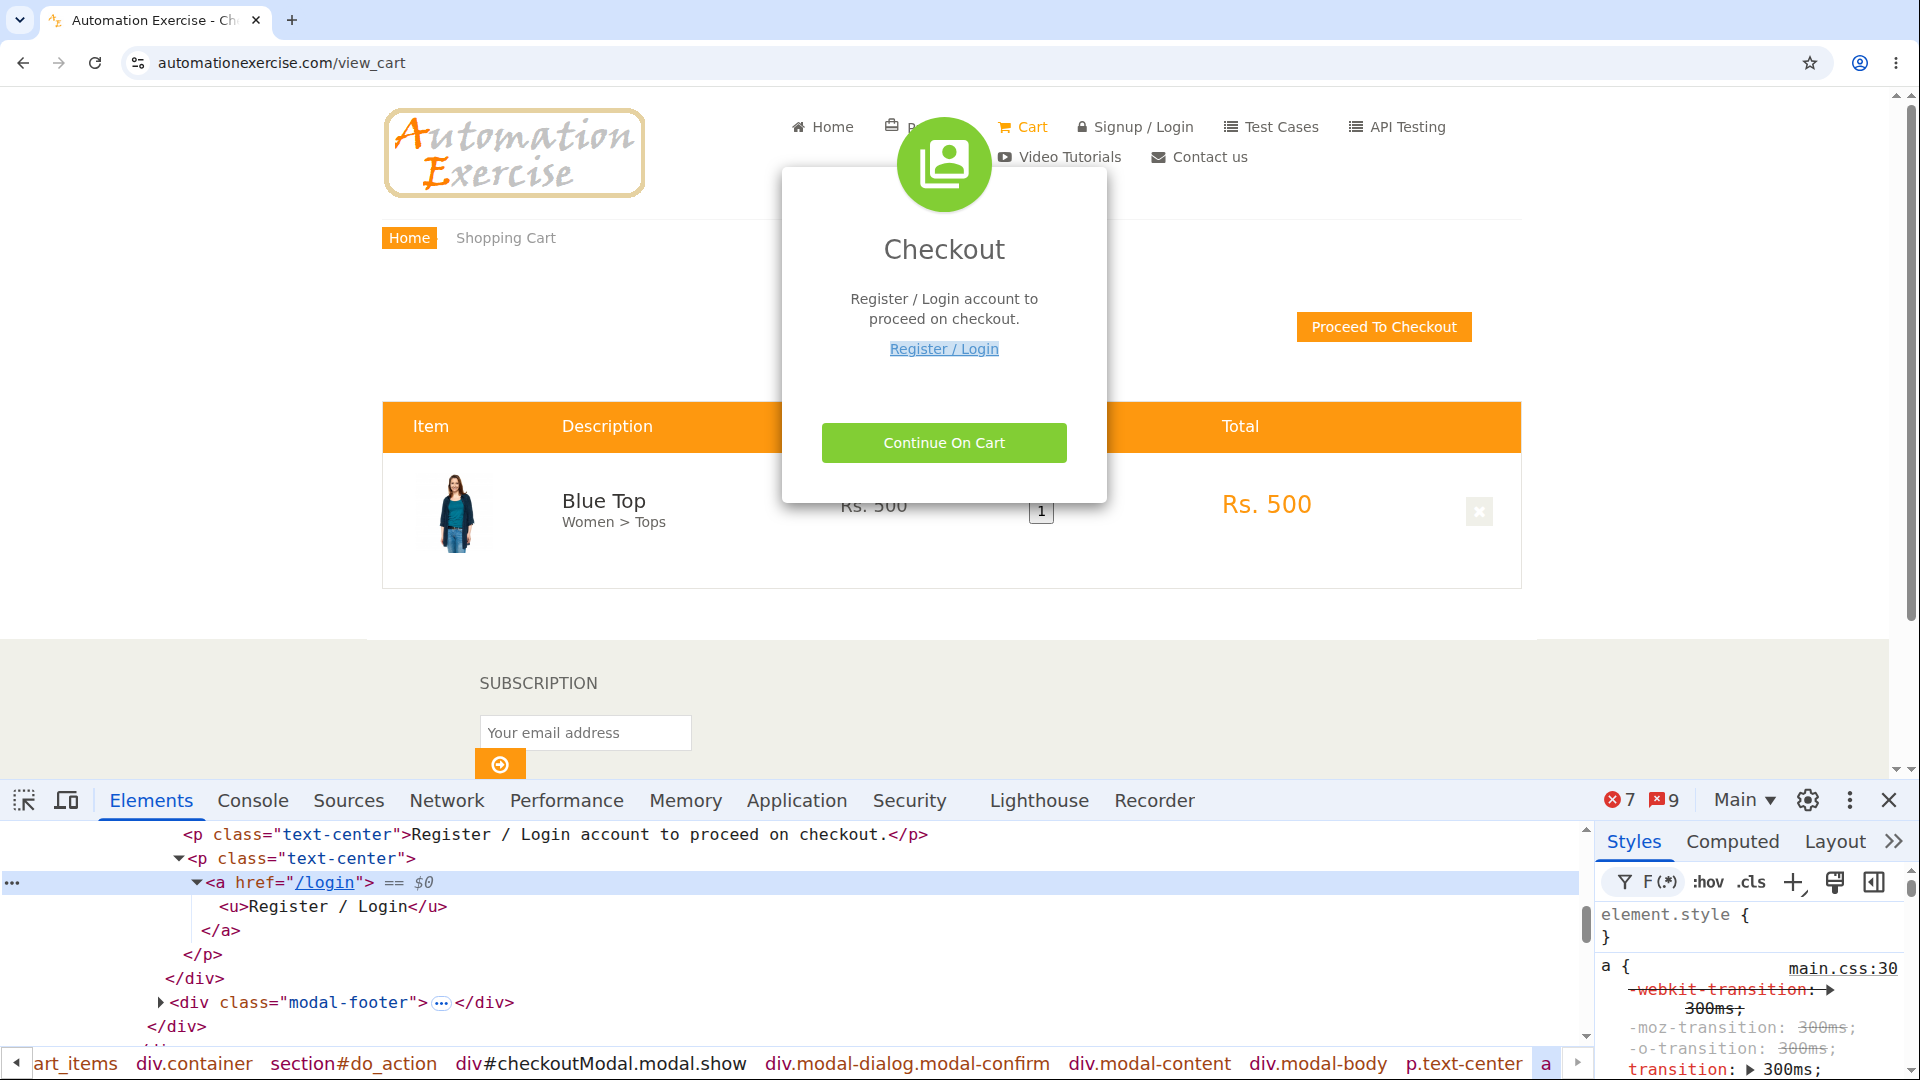 Automation Exercise - Ch
automationexercise.com/view_cart
Automation
Exercise
Home
Cart
Signup / Login
Test Cases
API Testing
Video Tutorials
Contact us
Home
Shopping Cart
Checkout
Register / Login account to
proceed on checkout.
Register / Login
Continue On Cart
Proceed To Checkout
Item
Description
Total
Blue Top
Women > Tops
Rs. 500
1
Rs. 500
SUBSCRIPTION
Your email address
Elements
Console
Sources
Network
Performance
Memory
Application
Security
Lighthouse
Recorder
7
9
Main
<p class="text-center">Register / Login account to proceed on checkout.</p>
<p class="text-center">
<a href="/login"> == $0
<u>Register / Login</u>
</a>
</p>
</div>
<div class="modal-footer">…</div>
</div>
Styles
Computed
Layout
F (.*) :hov .cls
element.style {
}
a {
main.css:30
-webkit-transition:
300ms;
-moz-transition: 300ms;
-o-transition: 300ms;
transition: 300ms;
art_items
div.container
section#do_action
div#checkoutModal.modal.show
div.modal-dialog.modal-confirm
div.modal-content
div.modal-body
p.text-center
a